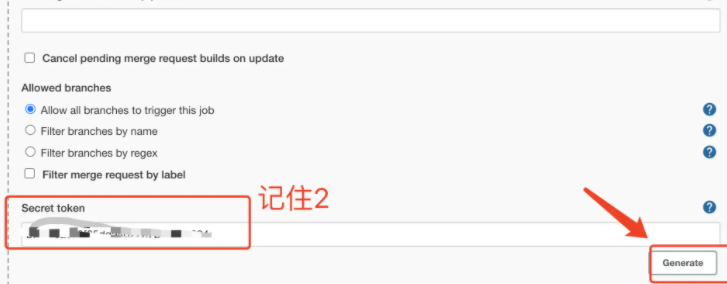 Cancel pending merge request builds on update
Allowed branches
Allow all branches to trigger this job
Filter branches by name
Filter branches by regex
Filter merge request by label
记住2
Secret token
Generate